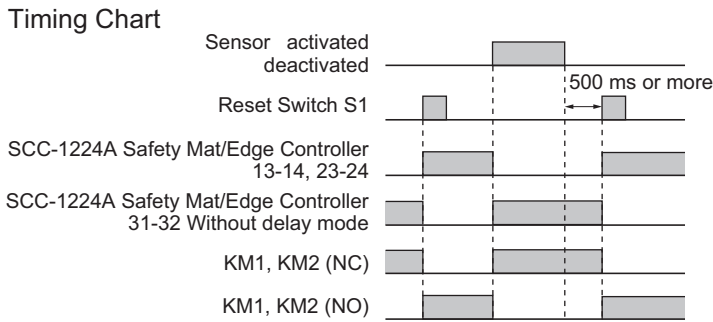 Timing Chart
Sensor activated
deactivated
500 ms or more
Reset Switch S1
SCC-1224A Safety Mat/Edge Controller
13-14, 23-24
SCC-1224A Safety Mat/Edge Controller
31-32 Without delay mode
KM1, KM2 (NC)
KM1, KM2 (NO)